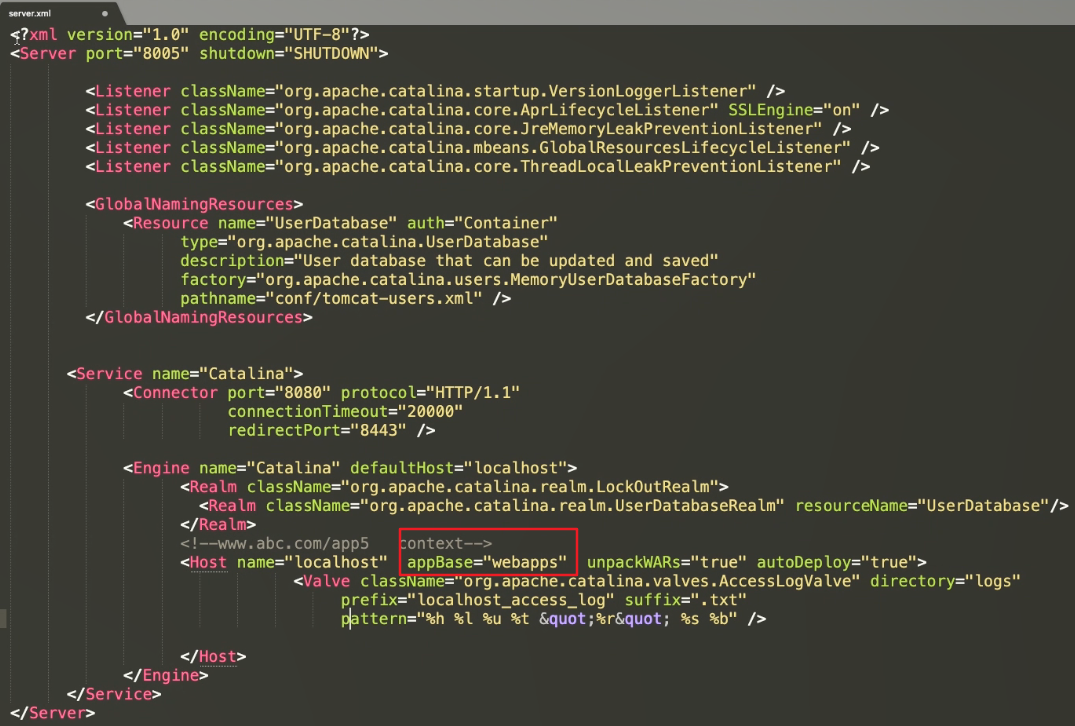 server.xml
<?xml version="1.0" encoding="UTF-8"?>
<Server port="8005" shutdown="SHUTDOWN">
<Listener className="org.apache.catalina.startup.VersionLoggerListener" />
<Listener className="org.apache.catalina.core.AprLifecycleListener" SSLEngine="on" />
<Listener className="org.apache.catalina.core.JreMemoryLeakPreventionListener" />
<Listener className="org.apache.catalina.mbeans.GlobalResourcesLifecycleListener" />
<Listener className="org.apache.catalina.core.ThreadLocalLeakPreventionListener" />
<GlobalNamingResources>
<Resource name="UserDatabase" auth="Container"
type="org.apache.catalina.UserDatabase"
description="User database that can be updated and saved"
factory="org.apache.catalina.users.MemoryUserDatabaseFactory"
pathname="conf/tomcat-users.xml" />
</GlobalNamingResources>
<Service name="Catalina">
<Connector port="8080" protocol="HTTP/1.1"
connectionTimeout="20000"
redirectPort="8443" />
<Engine name="Catalina" defaultHost="localhost">
<Realm className="org.apache.catalina.realm.LockOutRealm">
<Realm className="org.apache.catalina.realm.UserDatabaseRealm" resourceName="UserDatabase"/>
</Realm>
<!--www.abc.com/app5   context-->
<Host name="localhost"  appBase="webapps"  unpackWARs="true" autoDeploy="true">
<Valve className="org.apache.catalina.valves.AccessLogValve" directory="logs"
prefix="localhost_access_log" suffix=".txt"
pattern="%h %l %u %t &quot;%r&quot; %s %b" />
</Host>
</Engine>
</Service>
</Server>